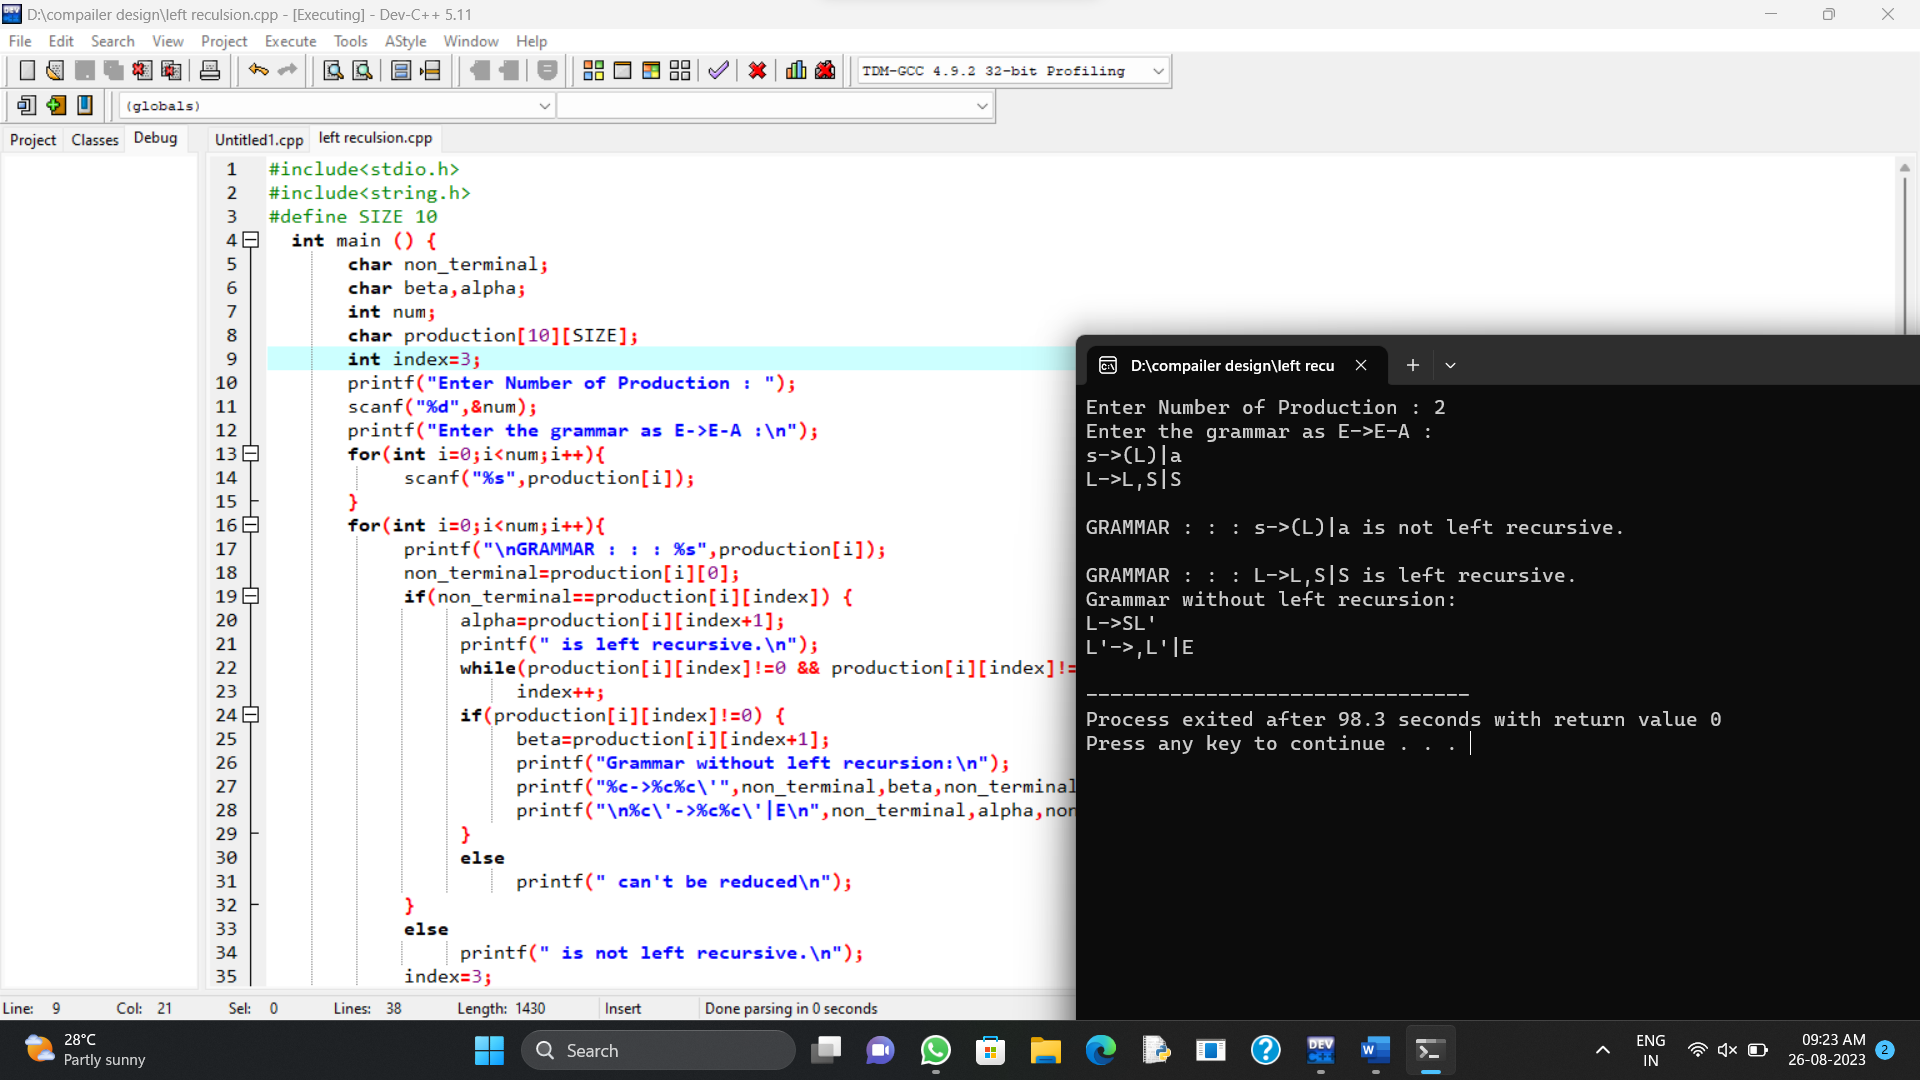 D:\compailer design\left reculsion.cpp - [Executing] - Dev-C++ 5.11
File Edit Search View Project Execute Tools AStyle Window Help
TDM-GCC 4.9.2 32-bit Profiling
(globals)
Project Classes Debug Untitled1.cpp left reculsion.cpp
1 #include<stdio.h>
2 #include<string.h>
3 #define SIZE 10
4 int main () {
5 char non_terminal;
6 char beta,alpha;
7 int num;
8 char production[10][SIZE];
9 int index=3;
10 printf("Enter Number of Production : ");
11 scanf("%d",&num);
12 printf("Enter the grammar as E->E-A :\n");
13 for(int i=0;i<num;i++){
14 scanf("%s",production[i]);
15 }
16 for(int i=0;i<num;i++){
17 printf("\nGRAMMAR : : : %s",production[i]);
18 non_terminal=production[i][0];
19 if(non_terminal==production[i][index]) {
20 alpha=production[i][index+1];
21 printf(" is left recursive.\n");
22 while(production[i][index]!=0 && production[i][index]!=
23 index++;
24 if(production[i][index]!=0) {
25 beta=production[i][index+1];
26 printf("Grammar without left recursion:\n");
27 printf("%c->%c%c\'",non_terminal,beta,non_terminal
28 printf("\n%c\'->%c%c\'|E\n",non_terminal,alpha,non
29 }
30 else
31 printf(" can't be reduced\n");
32 }
33 else
34 printf(" is not left recursive.\n");
35 index=3;
D:\compailer design\left recu
Enter Number of Production : 2
Enter the grammar as E->E-A :
s->(L)|a
L->L,S|S
GRAMMAR : : : s->(L)|a is not left recursive.
GRAMMAR : : : L->L,S|S is left recursive.
Grammar without left recursion:
L->SL'
L'->,L'|E
--------------------------------
Process exited after 98.3 seconds with return value 0
Press any key to continue . . .
Line: 9 Col: 21 Sel: 0 Lines: 38 Length: 1430 Insert Done parsing in 0 seconds
28°C
Partly sunny
Search
DEV
W
ENG
IN
09:23 AM
26-08-2023
2